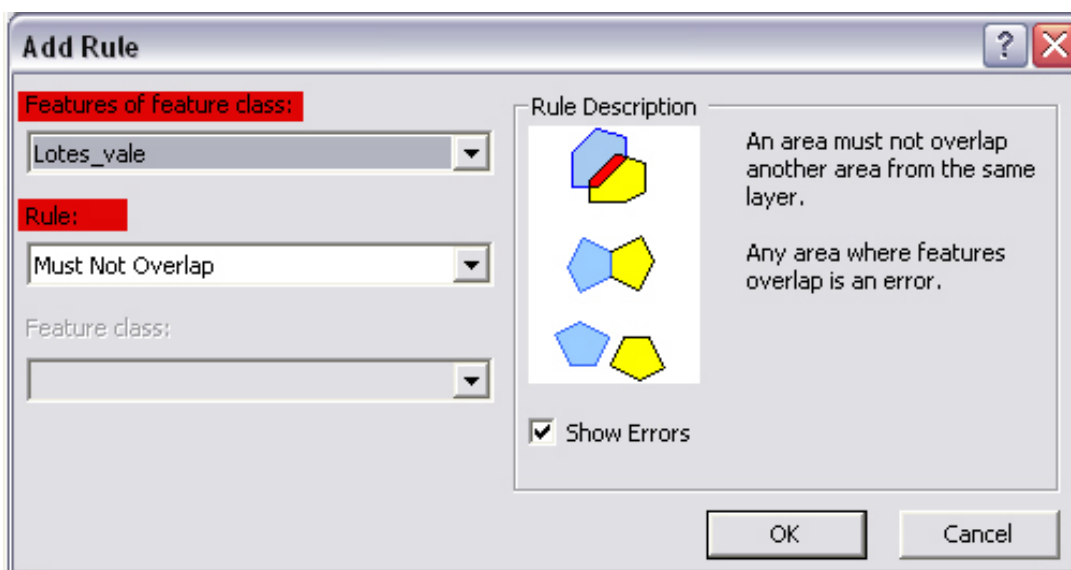 Add Rule
Features of feature class:
Lotes_vale
Rule:
Must Not Overlap
Feature class:
Rule Description
An area must not overlap
another area from the same
layer.
Any area where features
overlap is an error.
Show Errors
OK
Cancel